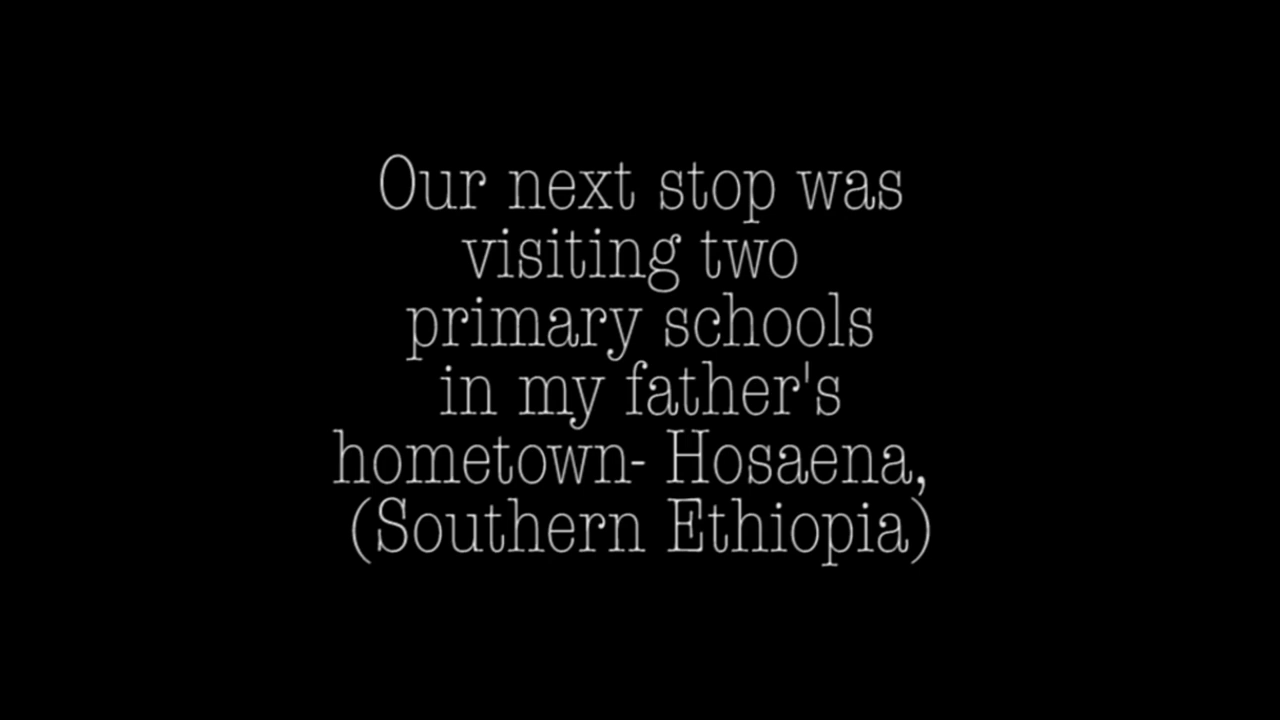 Our next stop was
visiting two
primary schools
in my father's
hometown- Hosaena,
(Southern Ethiopia)